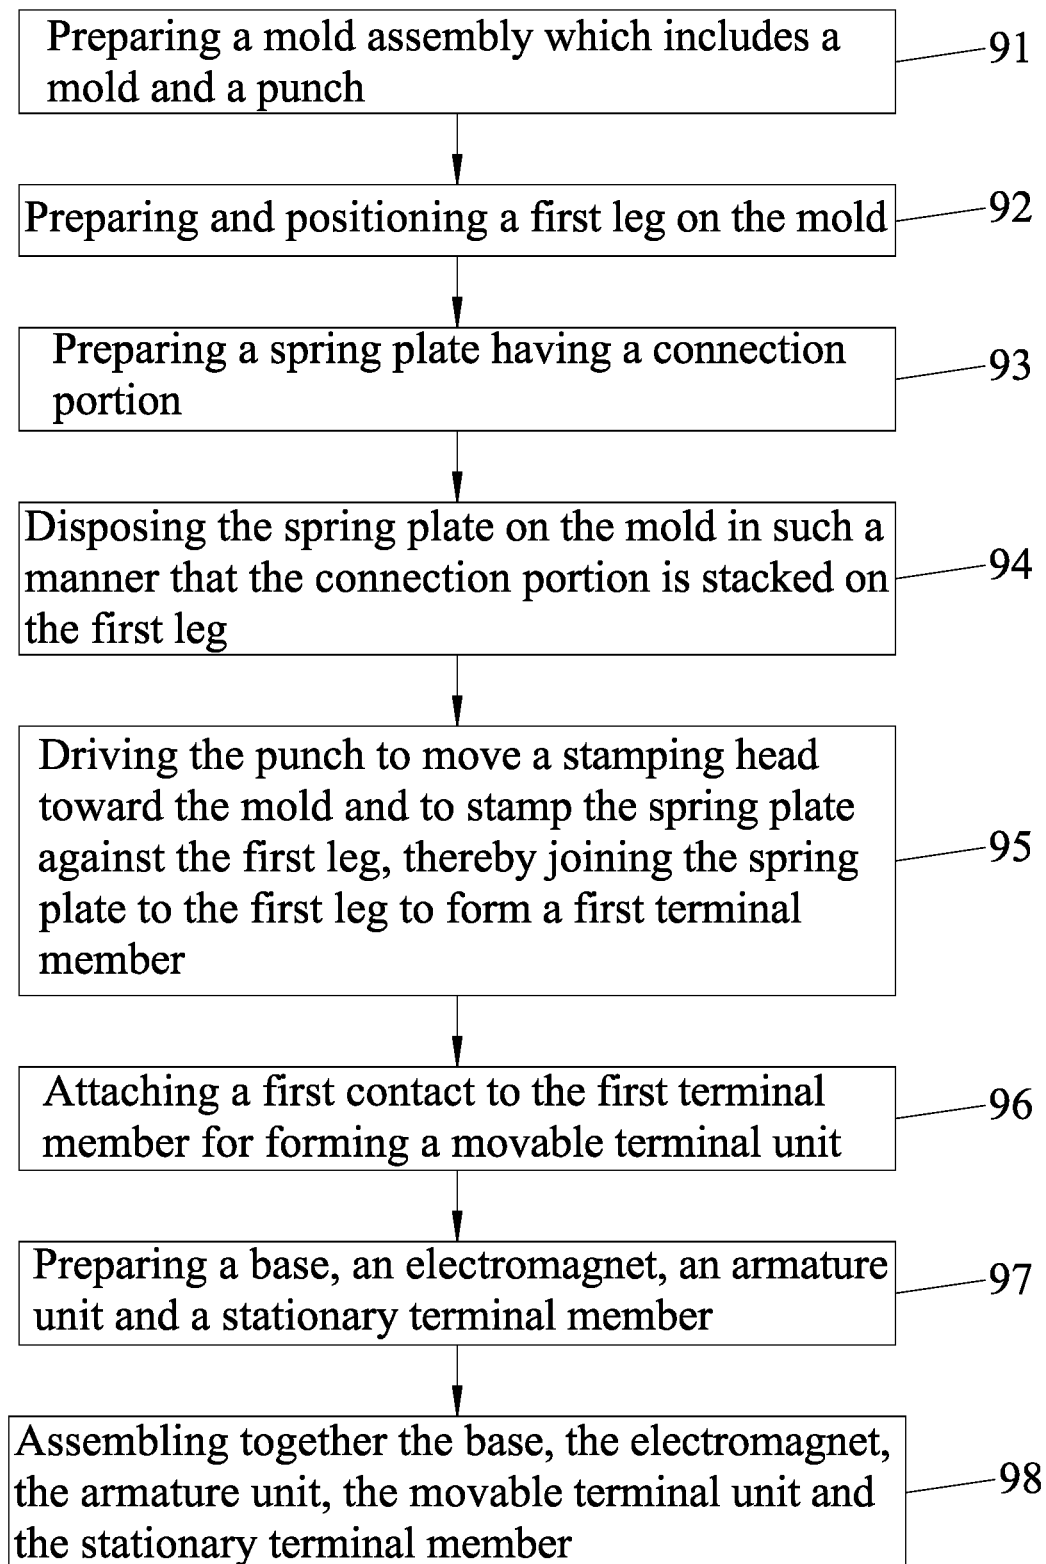 Preparing a mold assembly which includes a
mold and a punch
91
Preparing and positioning a first leg on the mold
92
Preparing a spring plate having a connection
portion
93
Disposing the spring plate on the mold in such a
manner that the connection portion is stacked on
the first leg
94
Driving the punch to move a stamping head
toward the mold and to stamp the spring plate
against the first leg, thereby joining the spring
plate to the first leg to form a first terminal
member
95
Attaching a first contact to the first terminal
member for forming a movable terminal unit
96
Preparing a base, an electromagnet, an armature
unit and a stationary terminal member
97
Assembling together the base, the electromagnet,
the armature unit, the movable terminal unit and
the stationary terminal member
98